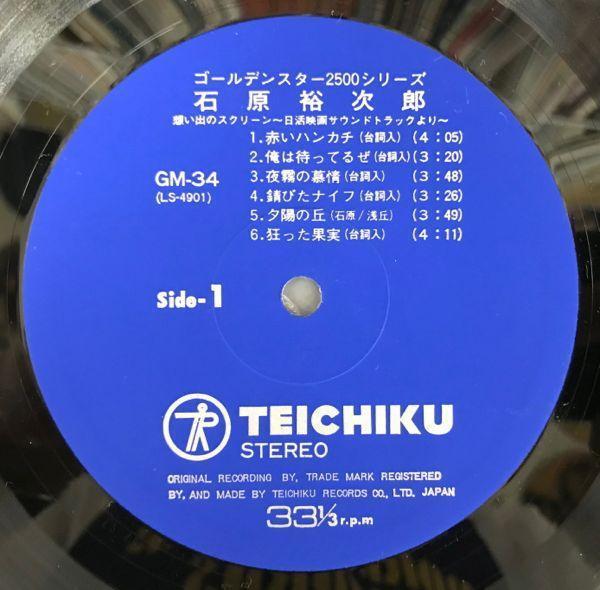 ゴールデンスター2500シリーズ
石原裕次郎
想い出のスクリーン〜日活映画サウンドトラックより〜
1.赤いハンカチ(台詞入) (4:05)
2.俺は待ってるぜ(台詞入) (3:20)
3.夜霧の慕情(台詞入) (3:48)
4.錆びたナイフ(台詞入) (3:26)
5.夕陽の丘(石原/浅丘) (3:49)
6.狂った果実(台詞入) (4:11)
GM-34
(LS-4901)
Side-1
TEICHIKU
STEREO
ORIGINAL RECORDING BY, TRADE MARK REGISTERED
BY, AND MADE BY TEICHIKU RECORDS CO., LTD. JAPAN
33⅓ r.p.m